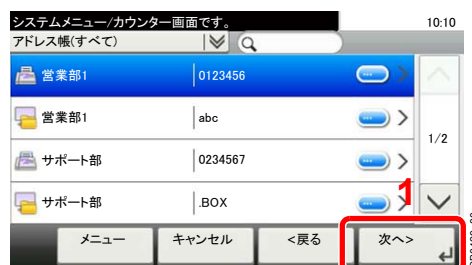 システムメニュー/カウンター画面です。 10:10
アドレス帳(すべて)
営業部1 0123456
営業部1 abc
1/2
サポート部 0234567
サポート部 .BOX
1
メニュー キャンセル <戻る 次へ>